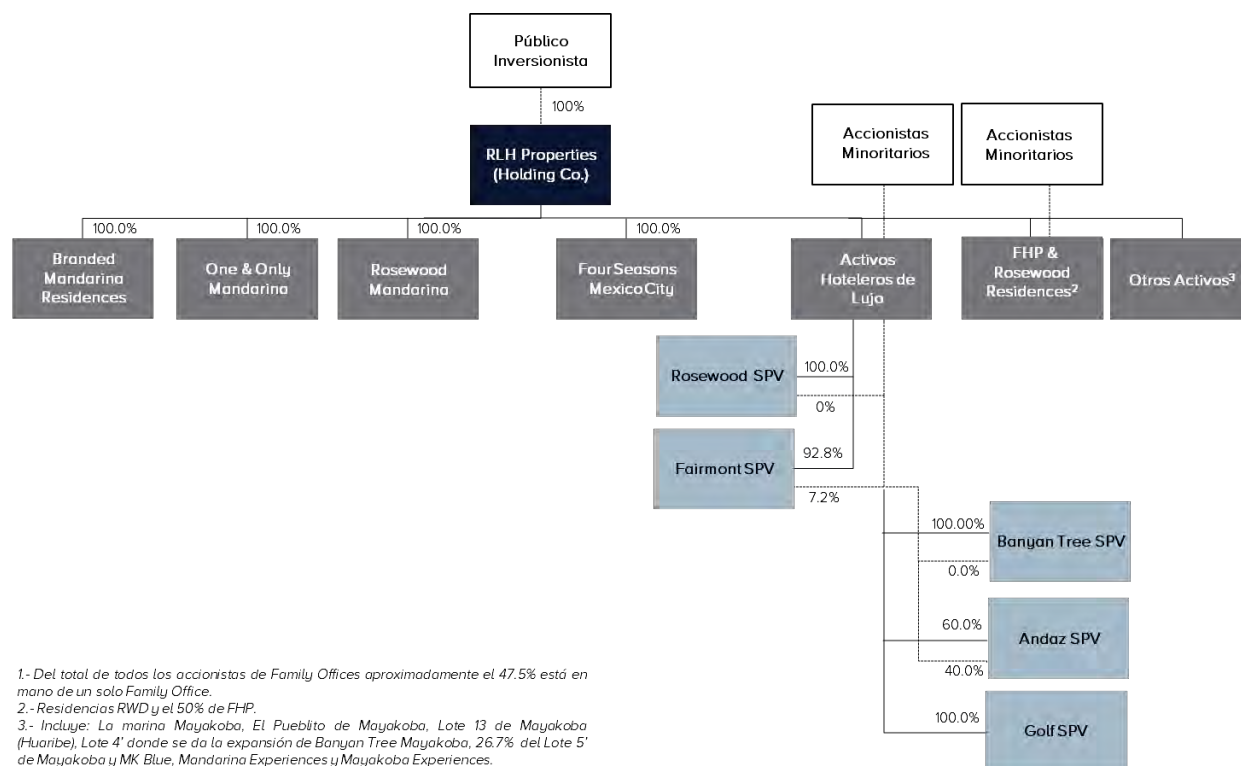 Público
Inversionista
100%
RLH Properties
(Holding Co.)
Accionistas
Minoritarios
Accionistas
Minoritarios
100.0%
100.0%
100.0%
100.0%
Branded
Mandarina
Residences
One & Only
Mandarina
Rosewood
Mandarina
Four Seasons
Mexico City
Activos
Hoteleros de
Lujo
FHP &
Rosewood
Residences²
Otros Activos³
Rosewood SPV
100.0%
0%
Fairmont SPV
92.8%
7.2%
100.00%
Banyan Tree SPV
0.0%
60.0%
Andaz SPV
40.0%
100.0%
Golf SPV
1.- Del total de todos los accionistas de Family Offices aproximadamente el 47.5% está en
mano de un solo Family Office.
2.- Residencias RWD y el 50% de FHP.
3.- Incluye: La marina Mayakoba, El Pueblito de Mayakoba, Lote 13 de Mayakoba
(Huaribe), Lote 4' donde se da la expansión de Banyan Tree Mayakoba, 26.7% del Lote 5'
de Mayakoba y MK Blue, Mandarina Experiences y Mayakoba Experiences.